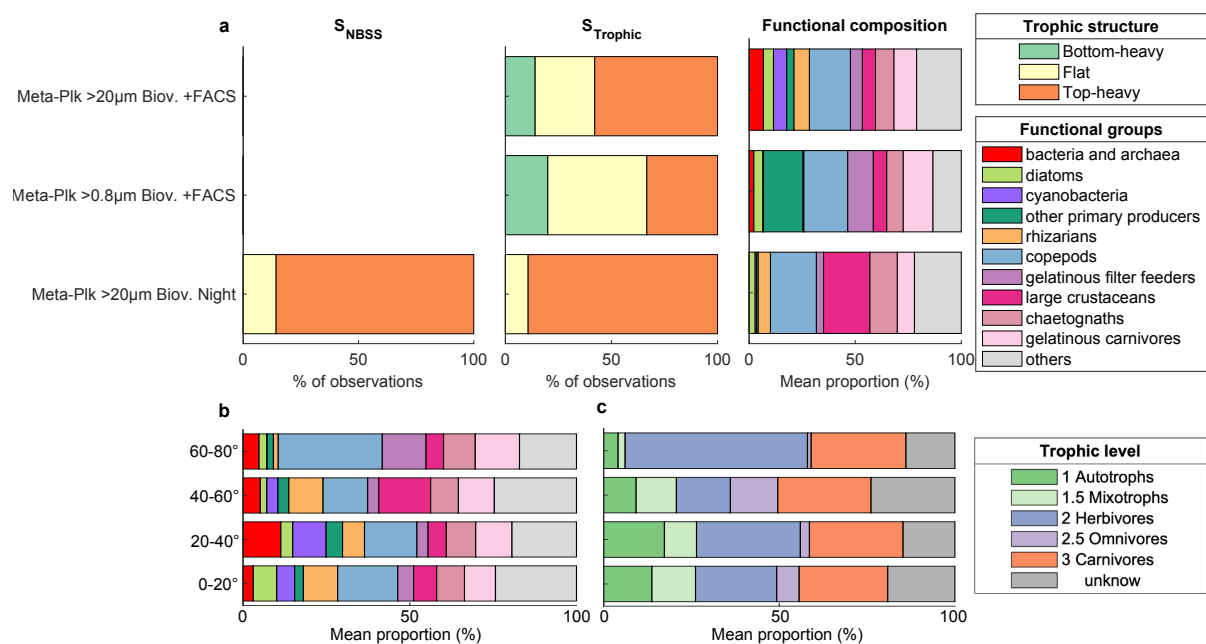 a
S_NBSS
S_Trophic
Functional composition
Meta-Plk >20µm Biov. +FACS
Meta-Plk >0.8µm Biov. +FACS
Meta-Plk >20µm Biov. Night
0 50 100
% of observations
0 50 100
% of observations
0 50 100
Mean proportion (%)
Trophic structure
Bottom-heavy
Flat
Top-heavy
Functional groups
bacteria and archaea
diatoms
cyanobacteria
other primary producers
rhizarians
copepods
gelatinous filter feeders
large crustaceans
chaetognaths
gelatinous carnivores
others
b
60-80°
40-60°
20-40°
0-20°
0 50 100
Mean proportion (%)
c
0 50 100
Mean proportion (%)
Trophic level
1 Autotrophs
1.5 Mixotrophs
2 Herbivores
2.5 Omnivores
3 Carnivores
unknow